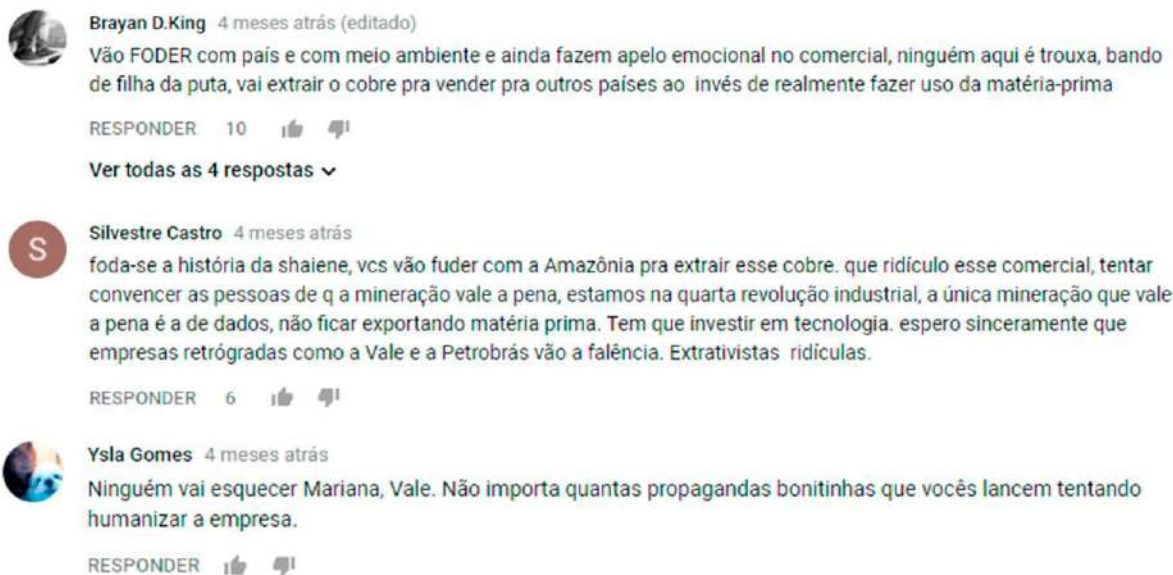 Brayan D.King 4 meses atrás (editado)
Vão FODER com país e com meio ambiente e ainda fazem apelo emocional no comercial, ninguém aqui é trouxa, bando
de filha da puta, vai extrair o cobre pra vender pra outros países ao invés de realmente fazer uso da matéria-prima
RESPONDER 10
Ver todas as 4 respostas
S
Silvestre Castro 4 meses atrás
foda-se a história da shaiene, vcs vão fuder com a Amazônia pra extrair esse cobre. que ridículo esse comercial, tentar
convencer as pessoas de q a mineração vale a pena, estamos na quarta revolução industrial, a única mineração que vale
a pena é a de dados, não ficar exportando matéria prima. Tem que investir em tecnologia. espero sinceramente que
empresas retrógradas como a Vale e a Petrobrás vão a falência. Extrativistas ridículas.
RESPONDER 6
Ysla Gomes 4 meses atrás
Ninguém vai esquecer Mariana, Vale. Não importa quantas propagandas bonitinhas que vocês lancem tentando
humanizar a empresa.
RESPONDER